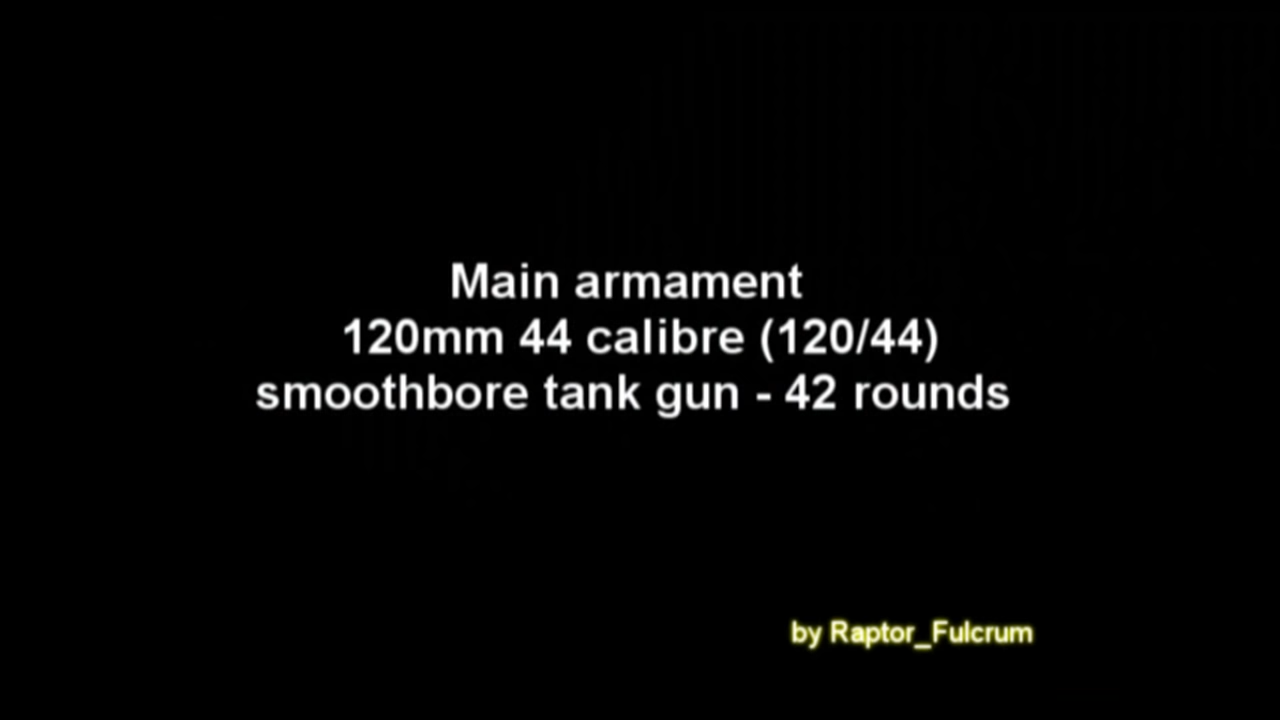 Main armament
120mm 44 calibre (120/44)
smoothbore tank gun - 42 rounds
by Raptor_Fulcrum